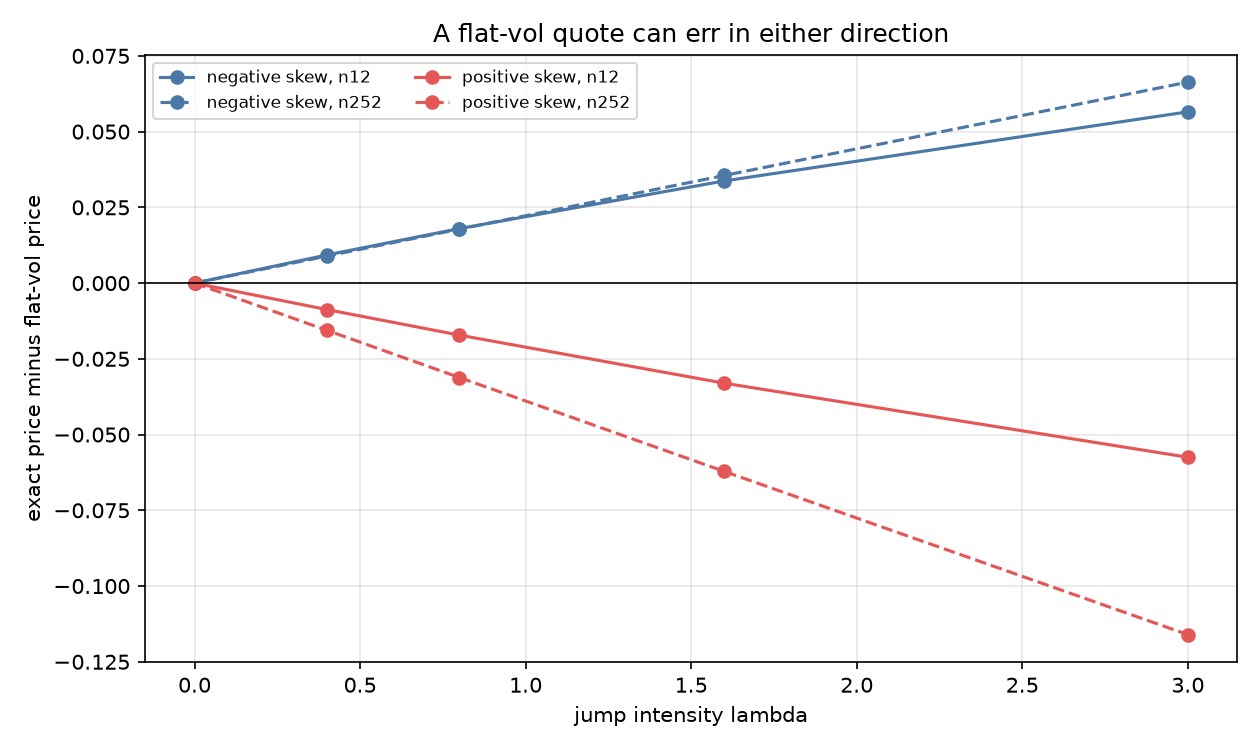 A flat-vol quote can err in either direction
negative skew, n12
negative skew, n252
positive skew, n12
positive skew, n252
exact price minus flat-vol price
0.075
0.050
0.025
0.000
−0.025
−0.050
−0.075
−0.100
−0.125
0.0 0.5 1.0 1.5 2.0 2.5 3.0
jump intensity lambda